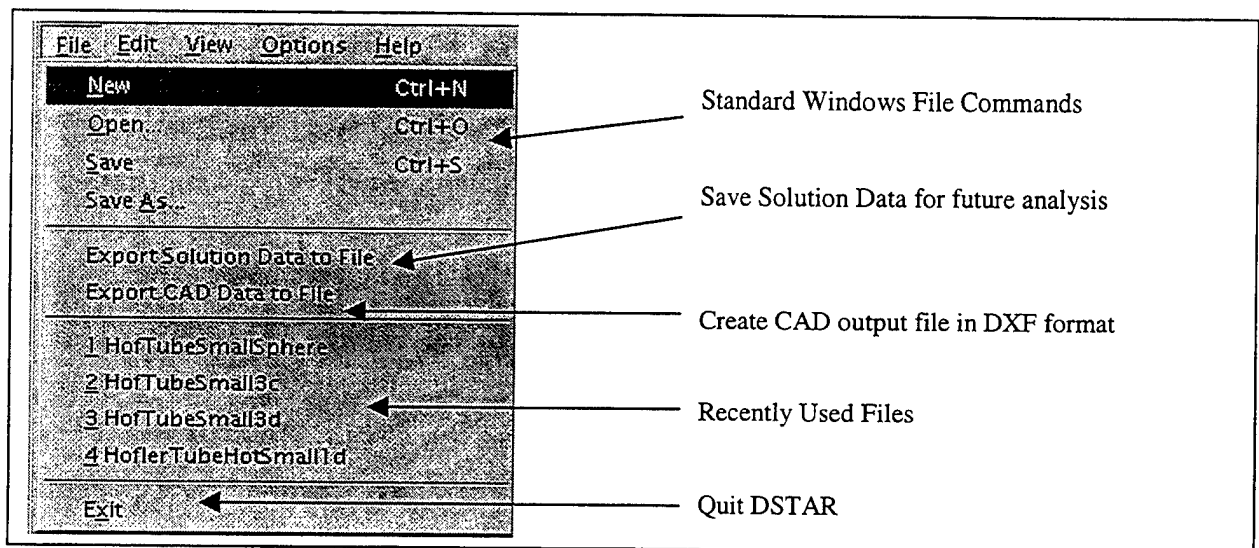 File Edit View Options Help
New Ctrl+N
Open... Ctrl+O
Save Ctrl+S
Save As...
Export Solution Data to File
Export CAD Data to File
1 HofTubeSmallSphere
2 HofTubeSmall3c
3 HofTubeSmall3d
4 HoflerTubeHotSmall1d
Exit
Standard Windows File Commands
Save Solution Data for future analysis
Create CAD output file in DXF format
Recently Used Files
Quit DSTAR